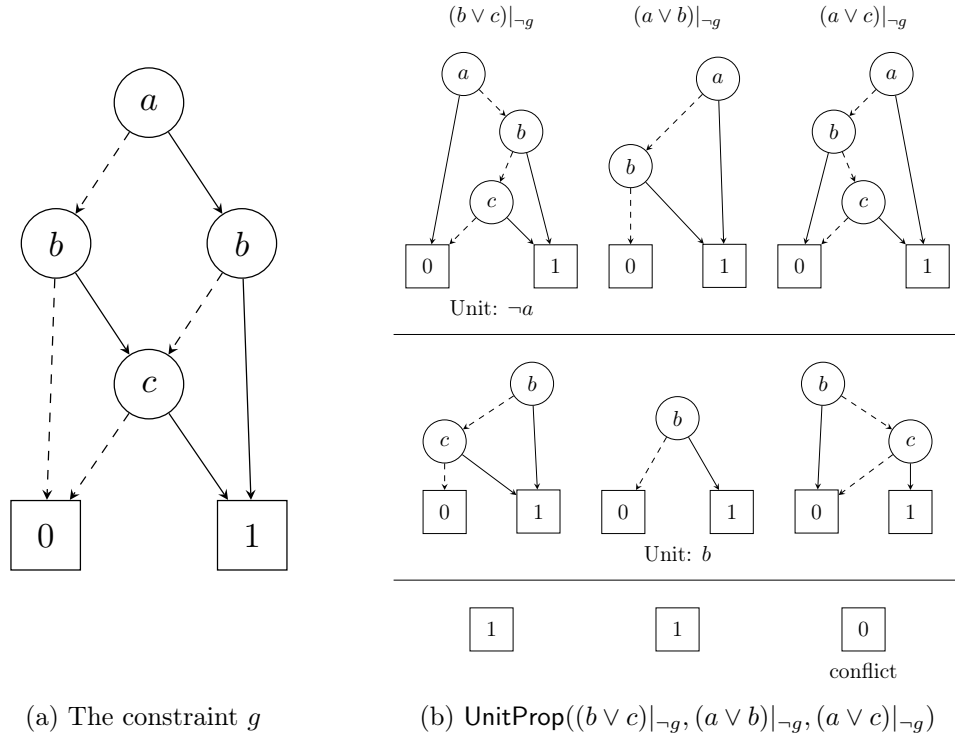 a
b
b
c
0
1
(a) The constraint g
(b ∨ c)|¬g
(a ∨ b)|¬g
(a ∨ c)|¬g
a
b
c
0
1
Unit: ¬a
a
b
0
1
a
b
c
0
1
b
c
0
1
b
0
1
Unit: b
b
c
0
1
1
1
0
conflict
(b) UnitProp((b ∨ c)|¬g, (a ∨ b)|¬g, (a ∨ c)|¬g)